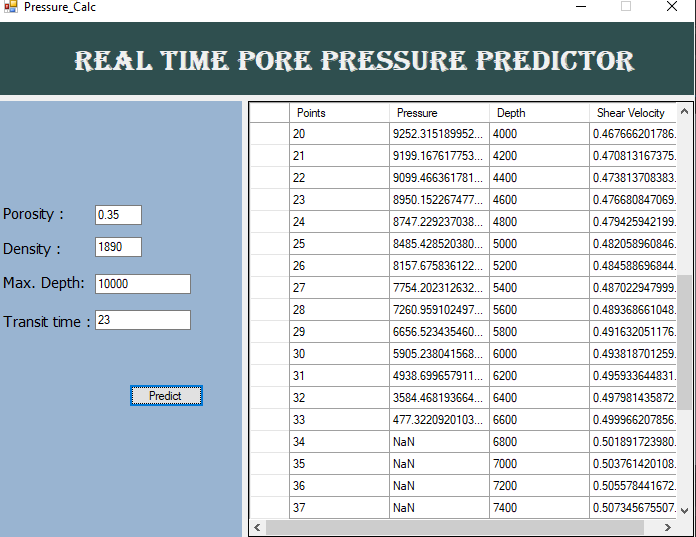 Pressure_Calc
REAL TIME PORE PRESSURE PREDICTOR
Porosity : 0.35
Density : 1890
Max. Depth: 10000
Transit time : 23
Predict
Points Pressure Depth Shear Velocity
20 9252.315189952... 4000 0.467666201786.
21 9199.167617753... 4200 0.470813167375.
22 9099.466361781... 4400 0.473813708383.
23 8950.152267477... 4600 0.476680847069.
24 8747.229237038... 4800 0.479425942199.
25 8485.428520380... 5000 0.482058960846.
26 8157.675836122... 5200 0.484588696844.
27 7754.202312632... 5400 0.487022947999.
28 7260.959102497... 5600 0.489368661048.
29 6656.523435460... 5800 0.491632051176.
30 5905.238041568... 6000 0.493818701259.
31 4938.699657911... 6200 0.495933644831.
32 3584.468193664... 6400 0.497981435872.
33 477.3220920103... 6600 0.499966207856.
34 NaN 6800 0.501891723980.
35 NaN 7000 0.503761420108.
36 NaN 7200 0.505578441672.
37 NaN 7400 0.507345675507.